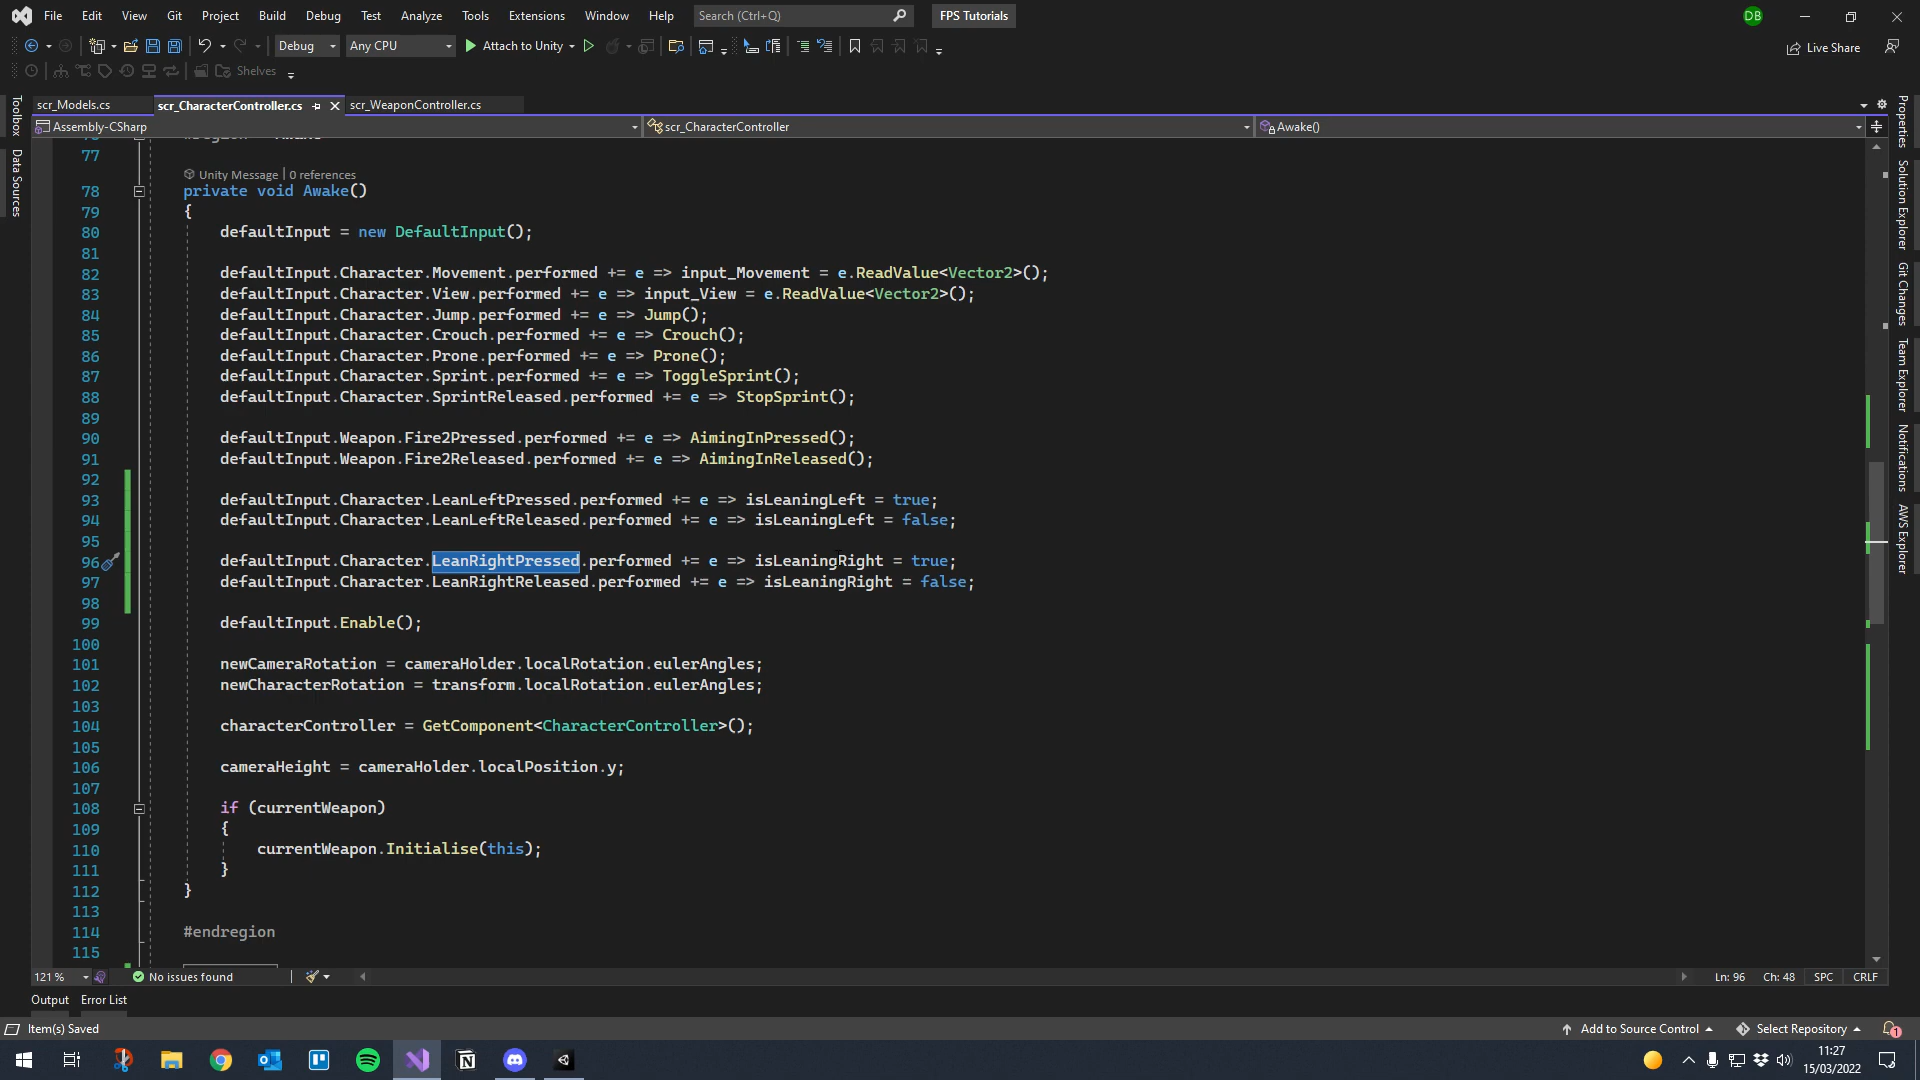 File Edit View Git Project Build Debug Test Analyze Tools Extensions Window Help Search (Ctrl+Q) FPS Tutorials DB
Debug Any CPU Attach to Unity Live Share
Shelves
scr_Models.cs scr_CharacterController.cs scr_WeaponController.cs
Assembly-CSharp scr_CharacterController Awake()
Toolbox
Data Sources
77
Unity Message | 0 references
78 private void Awake()
79 {
80 defaultInput = new DefaultInput();
81
82 defaultInput.Character.Movement.performed += e => input_Movement = e.ReadValue<Vector2>();
83 defaultInput.Character.View.performed += e => input_View = e.ReadValue<Vector2>();
84 defaultInput.Character.Jump.performed += e => Jump();
85 defaultInput.Character.Crouch.performed += e => Crouch();
86 defaultInput.Character.Prone.performed += e => Prone();
87 defaultInput.Character.Sprint.performed += e => ToggleSprint();
88 defaultInput.Character.SprintReleased.performed += e => StopSprint();
89
90 defaultInput.Weapon.Fire2Pressed.performed += e => AimingInPressed();
91 defaultInput.Weapon.Fire2Released.performed += e => AimingInReleased();
92
93 defaultInput.Character.LeanLeftPressed.performed += e => isLeaningLeft = true;
94 defaultInput.Character.LeanLeftReleased.performed += e => isLeaningLeft = false;
95
96 defaultInput.Character.LeanRightPressed.performed += e => isLeaningRight = true;
97 defaultInput.Character.LeanRightReleased.performed += e => isLeaningRight = false;
98
99 defaultInput.Enable();
100
101 newCameraRotation = cameraHolder.localRotation.eulerAngles;
102 newCharacterRotation = transform.localRotation.eulerAngles;
103
104 characterController = GetComponent<CharacterController>();
105
106 cameraHeight = cameraHolder.localPosition.y;
107
108 if (currentWeapon)
109 {
110 currentWeapon.Initialise(this);
111 }
112 }
113
114 #endregion
115
Properties
Solution Explorer
Git Changes
Team Explorer
Notifications
AWS Explorer
121 % No issues found Ln: 96 Ch: 48 SPC CRLF
Output Error List
Item(s) Saved Add to Source Control Select Repository 1
11:27
15/03/2022